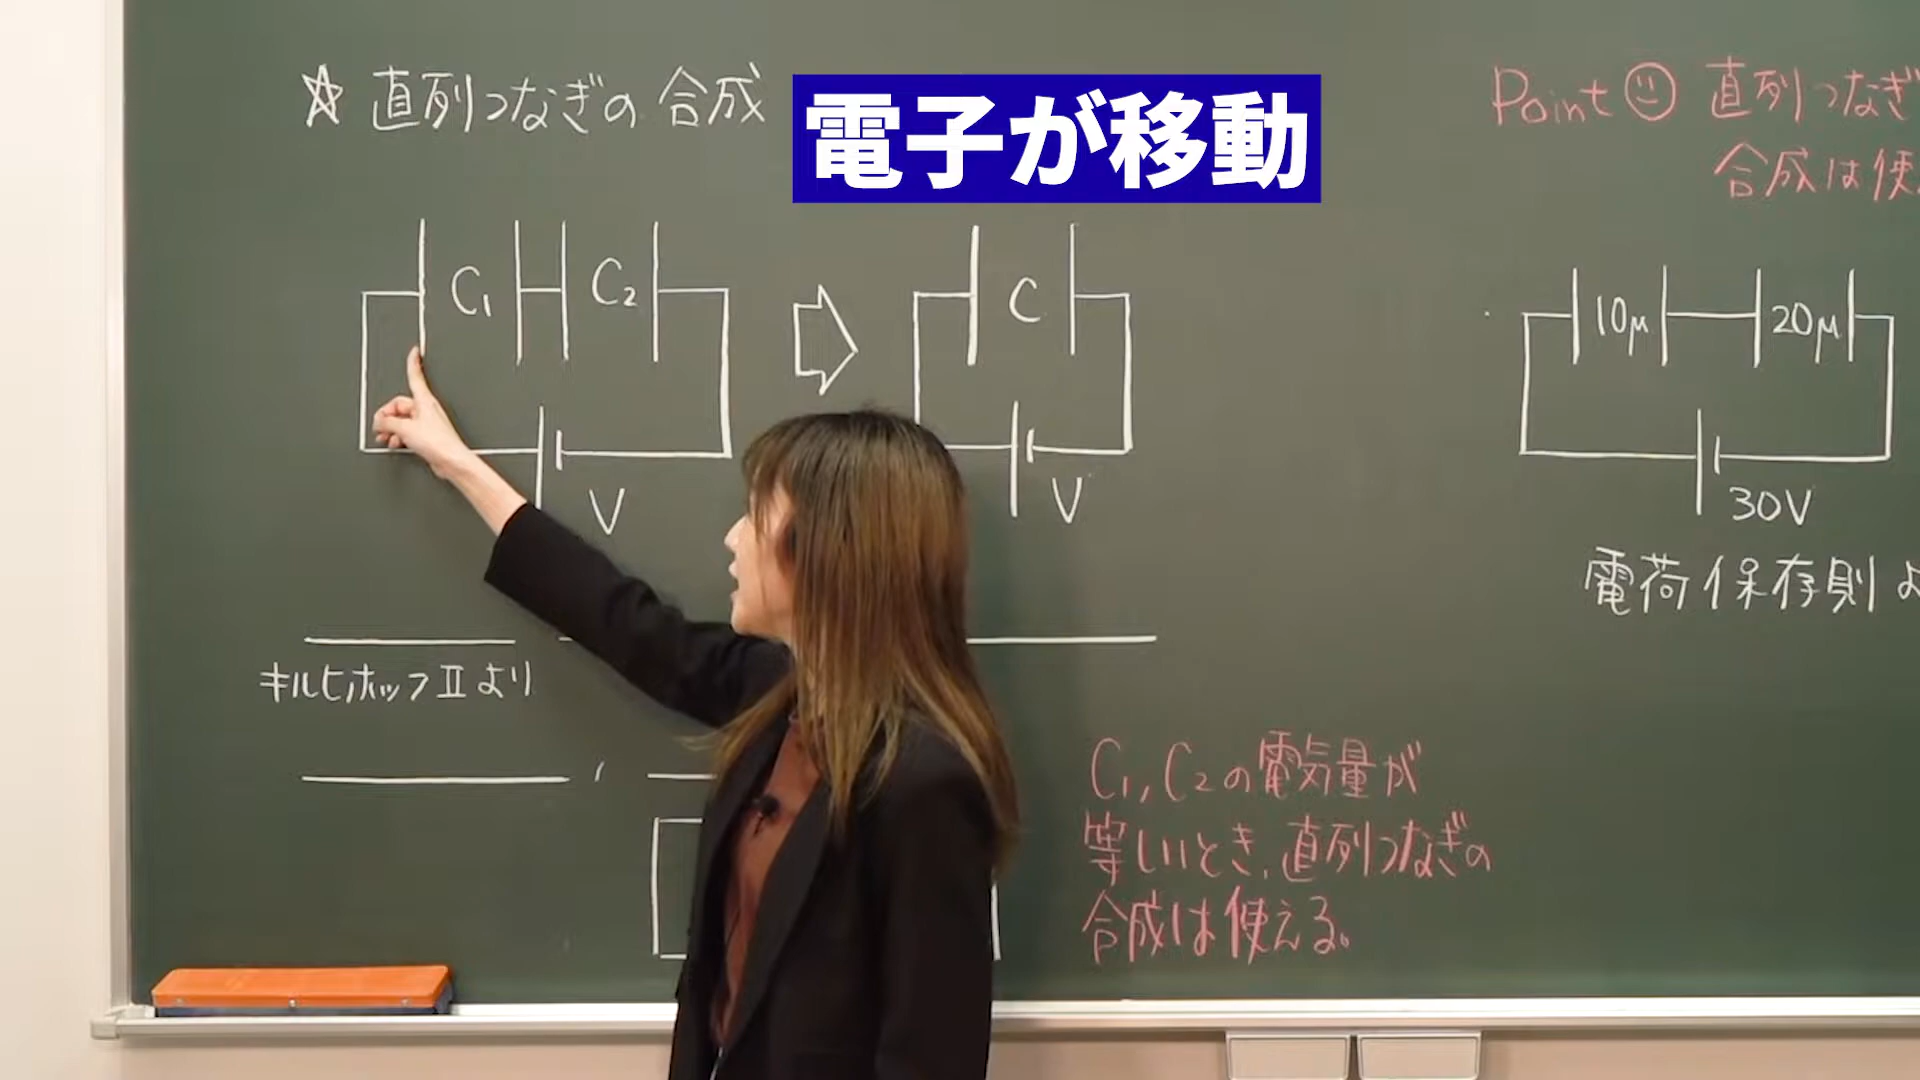 ☆ 直列つなぎの合成
電子が移動
Point 直列つなぎ
合成は使
C₁ C₂
V
C
V
10μ 20μ
30V
電荷保存則よ
キルヒホッフⅡより
C₁, C₂の電気量が
等しいとき、直列つなぎの
合成は使える。